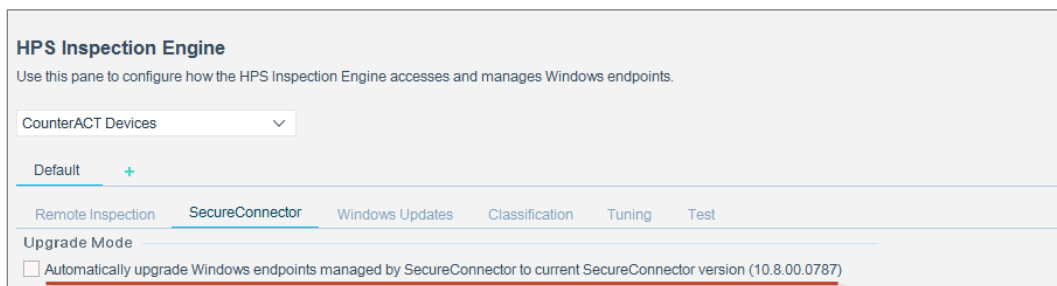 HPS Inspection Engine
Use this pane to configure how the HPS Inspection Engine accesses and manages Windows endpoints.
CounterACT Devices
Default +
Remote Inspection SecureConnector Windows Updates Classification Tuning Test
Upgrade Mode
Automatically upgrade Windows endpoints managed by SecureConnector to current SecureConnector version (10.8.00.0787)